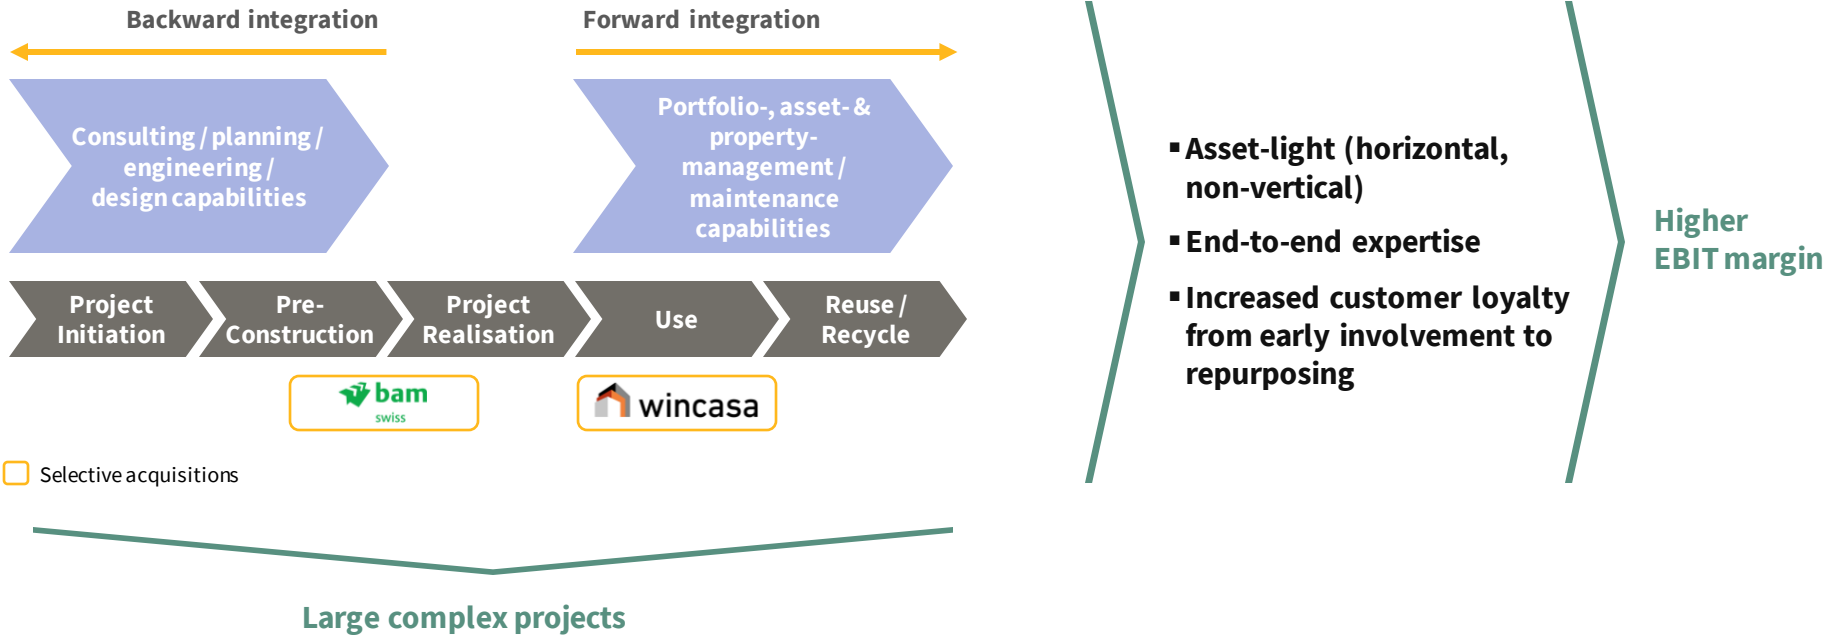 Backward integration
Forward integration
Consulting / planning /
engineering /
design capabilities
Portfolio-, asset- &
property-
management /
maintenance
capabilities
Project
Initiation
Pre-
Construction
Project
Realisation
Use
Reuse /
Recycle
bam
swiss
wincasa
Selective acquisitions
Large complex projects
▪ Asset-light (horizontal,
non-vertical)
▪ End-to-end expertise
▪ Increased customer loyalty
from early involvement to
repurposing
Higher
EBIT margin